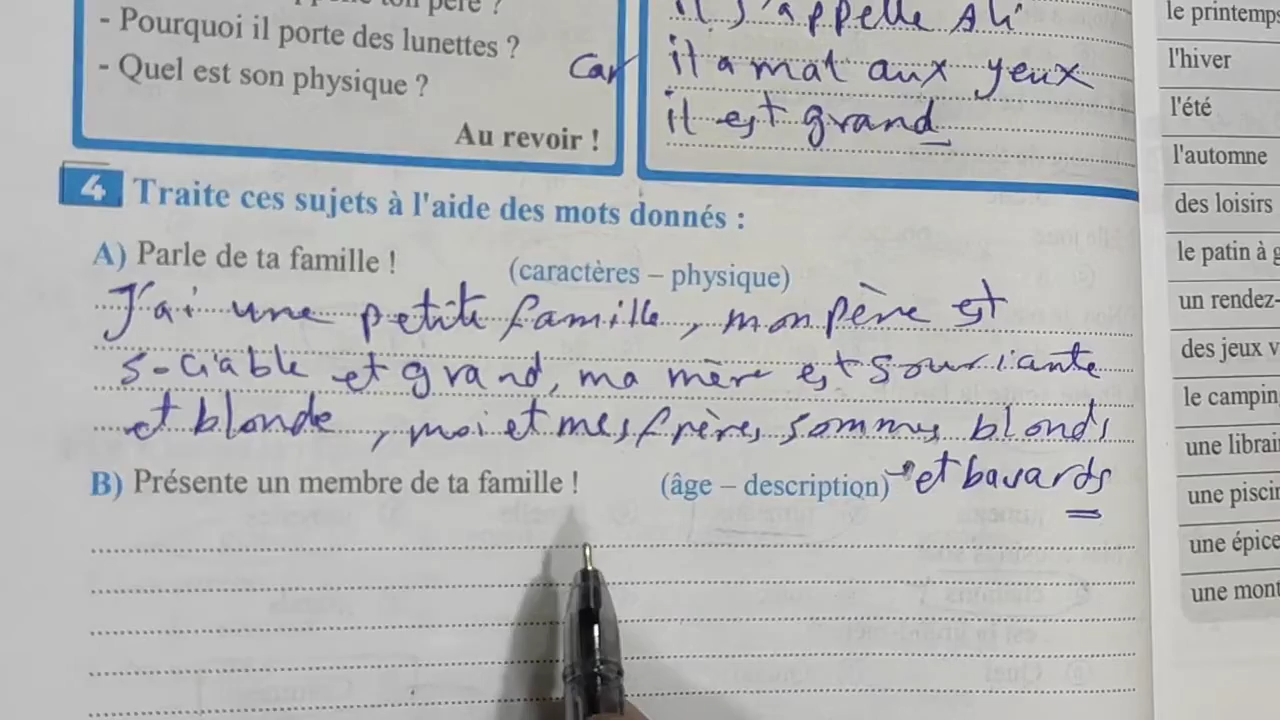 père ?
- Pourquoi il porte des lunettes ?
- Quel est son physique ?
Au revoir !
il s'appelle Ali
car il a mal aux yeux
il est grand
4 Traite ces sujets à l'aide des mots donnés :
A) Parle de ta famille ! (caractères – physique)
J'ai une petite famille, mon père est
sociable et grand, ma mère est souriante
et blonde, moi et mes frères sommes blonds
et bavards
B) Présente un membre de ta famille ! (âge – description)
le printemps
l'hiver
l'été
l'automne
des loisirs
le patin à g
un rendez-
des jeux v
le campin
une librai
une piscin
une épice
une mont